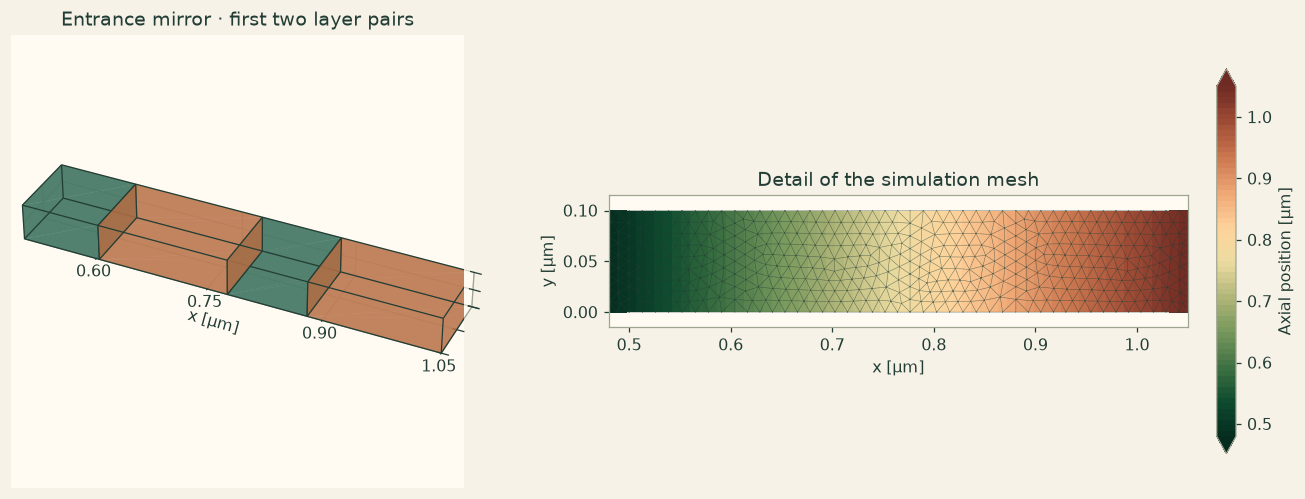 Entrance mirror · first two layer pairs
0.60
0.75
x [µm]
0.90
1.05
Detail of the simulation mesh
0.10
0.05
0.00
y [µm]
0.5 0.6 0.7 0.8 0.9 1.0
x [µm]
1.0
0.9
0.8
0.7
0.6
0.5
Axial position [µm]